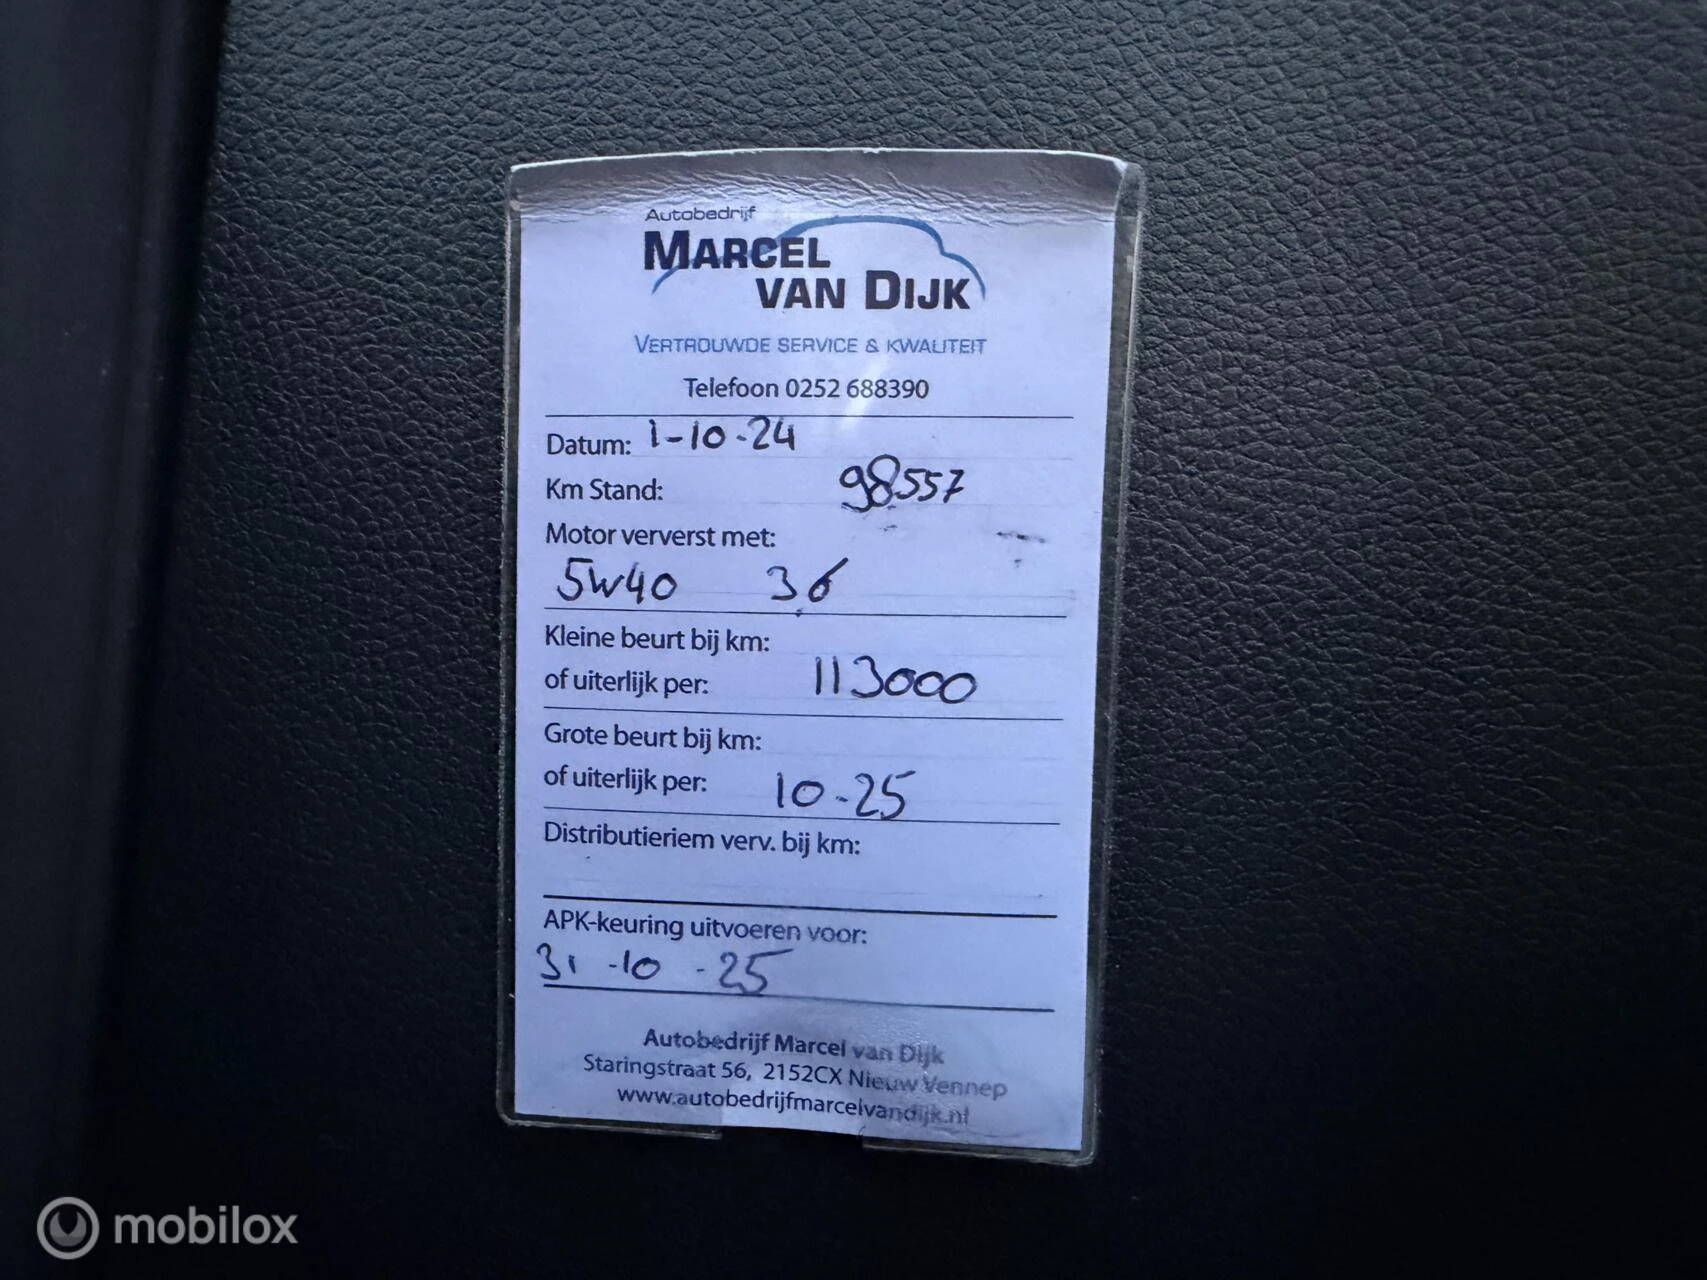 Autobedrijf
MARCEL
VAN DIJK
VERTROUWDE SERVICE & KWALITEIT
Telefoon 0252 688390
Datum: 1-10-24
Km Stand: 98557
Motor ververst met:
5W40 36
Kleine beurt bij km:
of uiterlijk per: 113000
Grote beurt bij km:
of uiterlijk per: 10-25
Distributieriem verv. bij km:
APK-keuring uitvoeren voor:
31-10-25
Autobedrijf Marcel van Dijk
Staringstraat 56, 2152CX Nieuw Vennep
www.autobedrijfmarcelvandijk.nl
mobilox